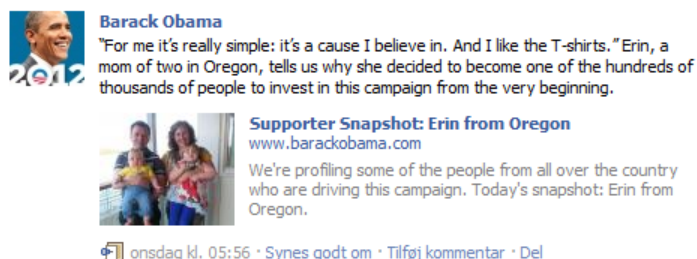 Barack Obama
"For me it's really simple: it's a cause I believe in. And I like the T-shirts." Erin, a
mom of two in Oregon, tells us why she decided to become one of the hundreds of
thousands of people to invest in this campaign from the very beginning.
2012
Supporter Snapshot: Erin from Oregon
www.barackobama.com
We're profiling some of the people from all over the country
who are driving this campaign. Today's snapshot: Erin from
Oregon.
onsdag kl. 05:56 · Synes godt om · Tilføj kommentar · Del